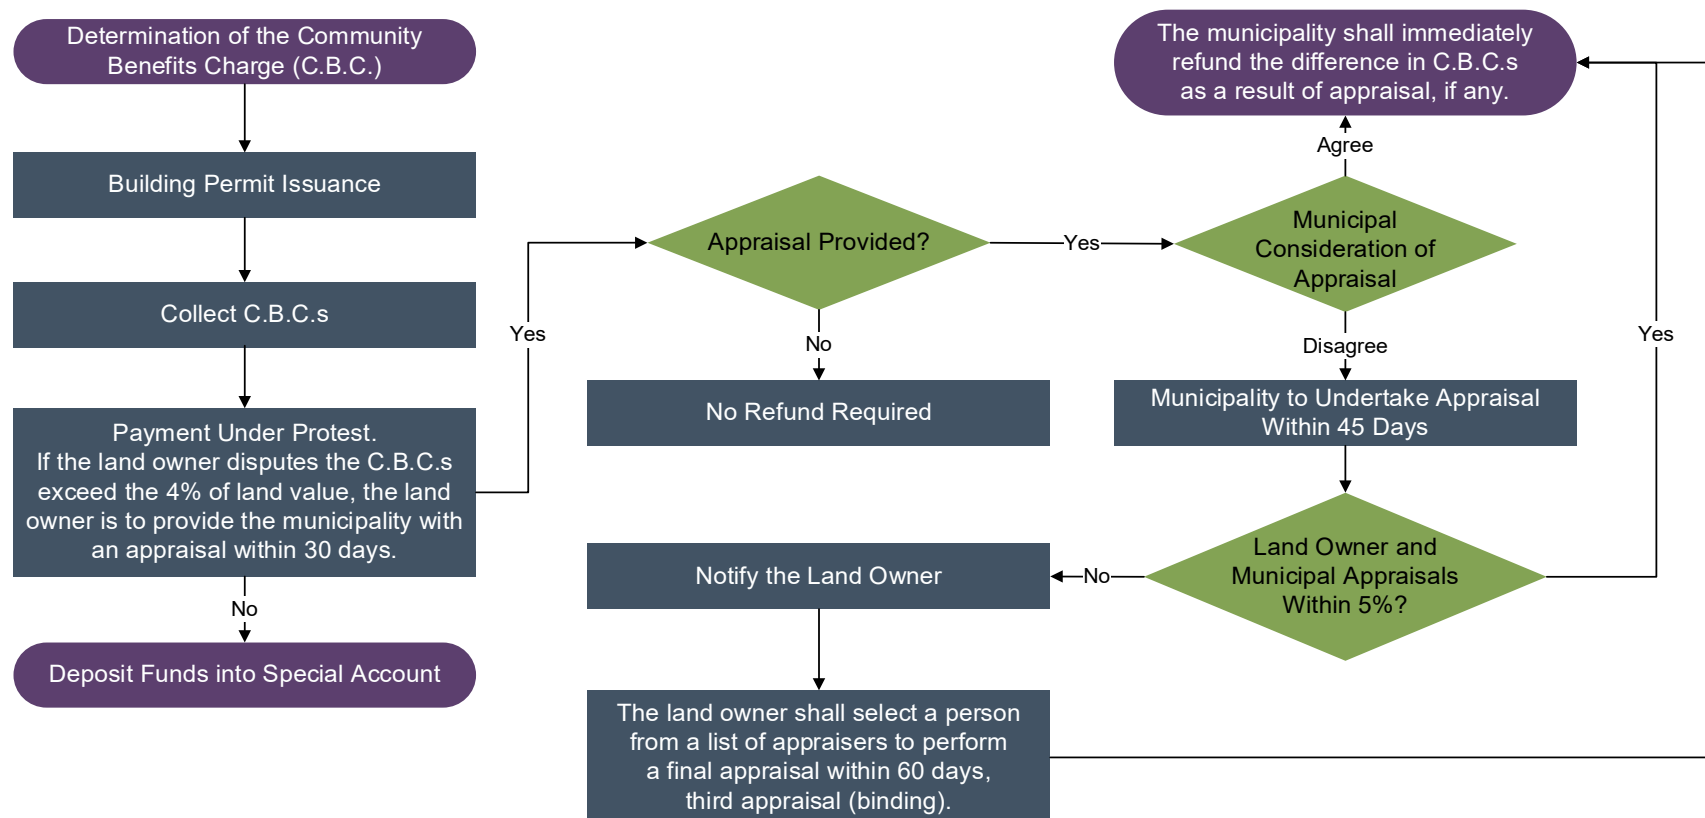 Determination of the Community
Benefits Charge (C.B.C.)
Building Permit Issuance
Collect C.B.C.s
Payment Under Protest.
If the land owner disputes the C.B.C.s
exceed the 4% of land value, the land
owner is to provide the municipality with
an appraisal within 30 days.
No
Deposit Funds into Special Account
Yes
Appraisal Provided?
No
No Refund Required
Yes
The municipality shall immediately
refund the difference in C.B.C.s
as a result of appraisal, if any.
Agree
Municipal
Consideration of
Appraisal
Disagree
Municipality to Undertake Appraisal
Within 45 Days
Land Owner and
Municipal Appraisals
Within 5%?
Yes
No
Notify the Land Owner
The land owner shall select a person
from a list of appraisers to perform
a final appraisal within 60 days,
third appraisal (binding).